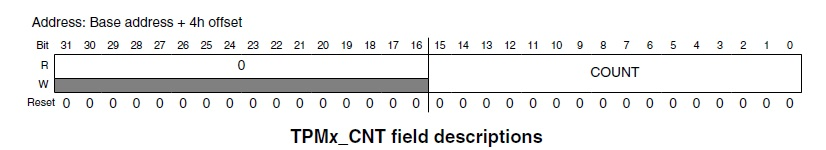 Address: Base address + 4h offset
Bit 31 30 29 28 27 26 25 24 23 22 21 20 19 18 17 16 15 14 13 12 11 10 9 8 7 6 5 4 3 2 1 0
R 0 COUNT
W
Reset 0 0 0 0 0 0 0 0 0 0 0 0 0 0 0 0 0 0 0 0 0 0 0 0 0 0 0 0 0 0 0 0
TPMx_CNT field descriptions